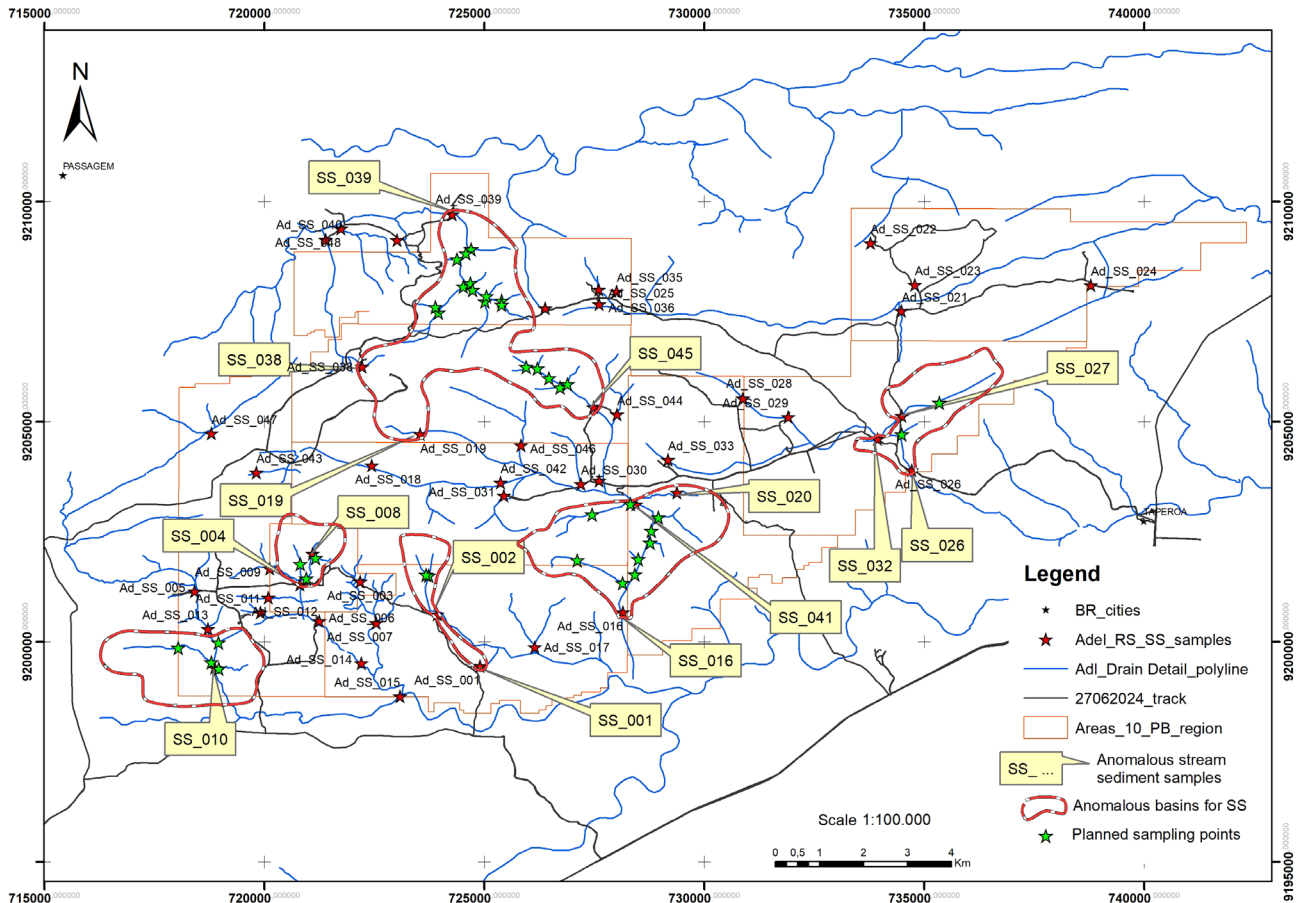 715000.000000 720000.000000 725000.000000 730000.000000 735000.000000 740000.000000
N
PASSAGEM
SS_039
Ad_SS_039
9210000.000000
9210000.000000
Ad_SS_040
Ad_SS_048
Ad_SS_022
Ad_SS_035
Ad_SS_025
Ad_SS_036
Ad_SS_023
Ad_SS_024
Ad_SS_021
SS_038
Ad_SS_038
SS_045
SS_027
Ad_SS_028
Ad_SS_029
Ad_SS_044
9205000.000000
9205000.000000
Ad_SS_047
Ad_SS_019
Ad_SS_046
Ad_SS_033
Ad_SS_043
Ad_SS_018
Ad_SS_042
Ad_SS_030
Ad_SS_031
Ad_SS_026
SS_019
SS_020
TAPEROA
SS_008
SS_004
SS_002
SS_026
SS_032
Ad_SS_009
Ad_SS_005
Ad_SS_011
Ad_SS_003
Ad_SS_013
Ad_SS_012
Ad_SS_006
Ad_SS_007
Ad_SS_016
Ad_SS_017
SS_041
SS_016
9200000.000000
9200000.000000
Ad_SS_014
Ad_SS_015
Ad_SS_001
SS_001
SS_010
Legend
BR_cities
Adel_RS_SS_samples
Adl_Drain Detail_polyline
27062024_track
Areas_10_PB_region
SS_ ...
Anomalous stream
sediment samples
Anomalous basins for SS
Planned sampling points
Scale 1:100.000
0 0,5 1 2 3 4
Km
9195000.000000
715000.000000 720000.000000 725000.000000 730000.000000 735000.000000 740000.000000